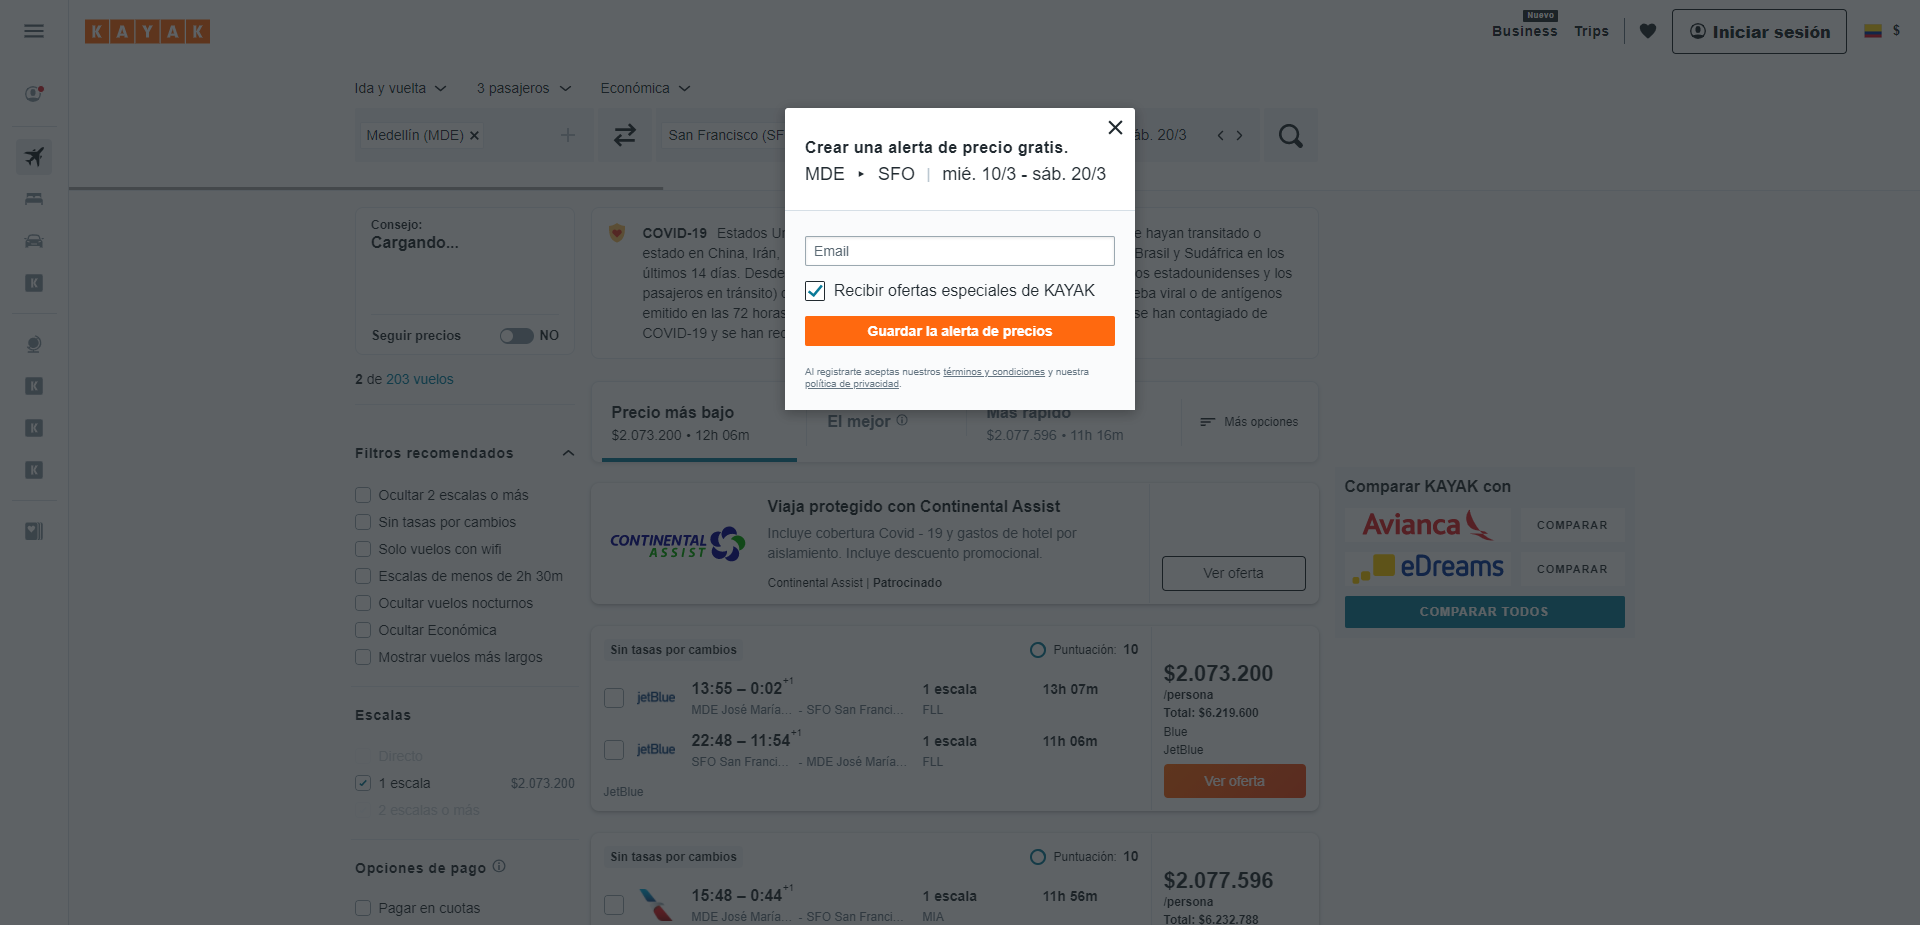 KAYAK
Nuevo
Business
Trips
Iniciar sesión
$
Ida y vuelta
3 pasajeros
Económica
Medellín (MDE)
San Francisco (SF
áb. 20/3
Crear una alerta de precio gratis.
MDE ‣ SFO | mié. 10/3 - sáb. 20/3
Email
Recibir ofertas especiales de KAYAK
Guardar la alerta de precios
Al registrarte aceptas nuestros términos y condiciones y nuestra
política de privacidad.
Consejo:
Cargando...
Seguir precios
NO
2 de 203 vuelos
COVID-19 Estados Un
e hayan transitado o
estado en China, Irán,
Brasil y Sudáfrica en los
últimos 14 días. Desde
os estadounidenses y los
pasajeros en tránsito)
eba viral o de antígenos
emitido en las 72 horas
se han contagiado de
COVID-19 y se han rec
Precio más bajo
$2.073.200 • 12h 06m
El mejor
Más rápido
$2.077.596 • 11h 16m
Más opciones
Filtros recomendados
Ocultar 2 escalas o más
Sin tasas por cambios
Solo vuelos con wifi
Escalas de menos de 2h 30m
Ocultar vuelos nocturnos
Ocultar Económica
Mostrar vuelos más largos
Escalas
Directo
1 escala
$2.073.200
2 escalas o más
Opciones de pago
Pagar en cuotas
CONTINENTAL
ASSIST
Viaja protegido con Continental Assist
Incluye cobertura Covid - 19 y gastos de hotel por
aislamiento. Incluye descuento promocional.
Continental Assist | Patrocinado
Ver oferta
Sin tasas por cambios
Puntuación: 10
jetBlue
13:55 – 0:02+1
1 escala
13h 07m
MDE José María... - SFO San Franci...
FLL
jetBlue
22:48 – 11:54+1
1 escala
11h 06m
SFO San Franci... - MDE José María...
FLL
JetBlue
$2.073.200
/persona
Total: $6.219.600
Blue
JetBlue
Ver oferta
Sin tasas por cambios
Puntuación: 10
15:48 – 0:44+1
1 escala
11h 56m
MDE José María... - SFO San Franci...
MIA
$2.077.596
/persona
Total: $6.232.788
Comparar KAYAK con
Avianca
COMPARAR
eDreams
COMPARAR
COMPARAR TODOS